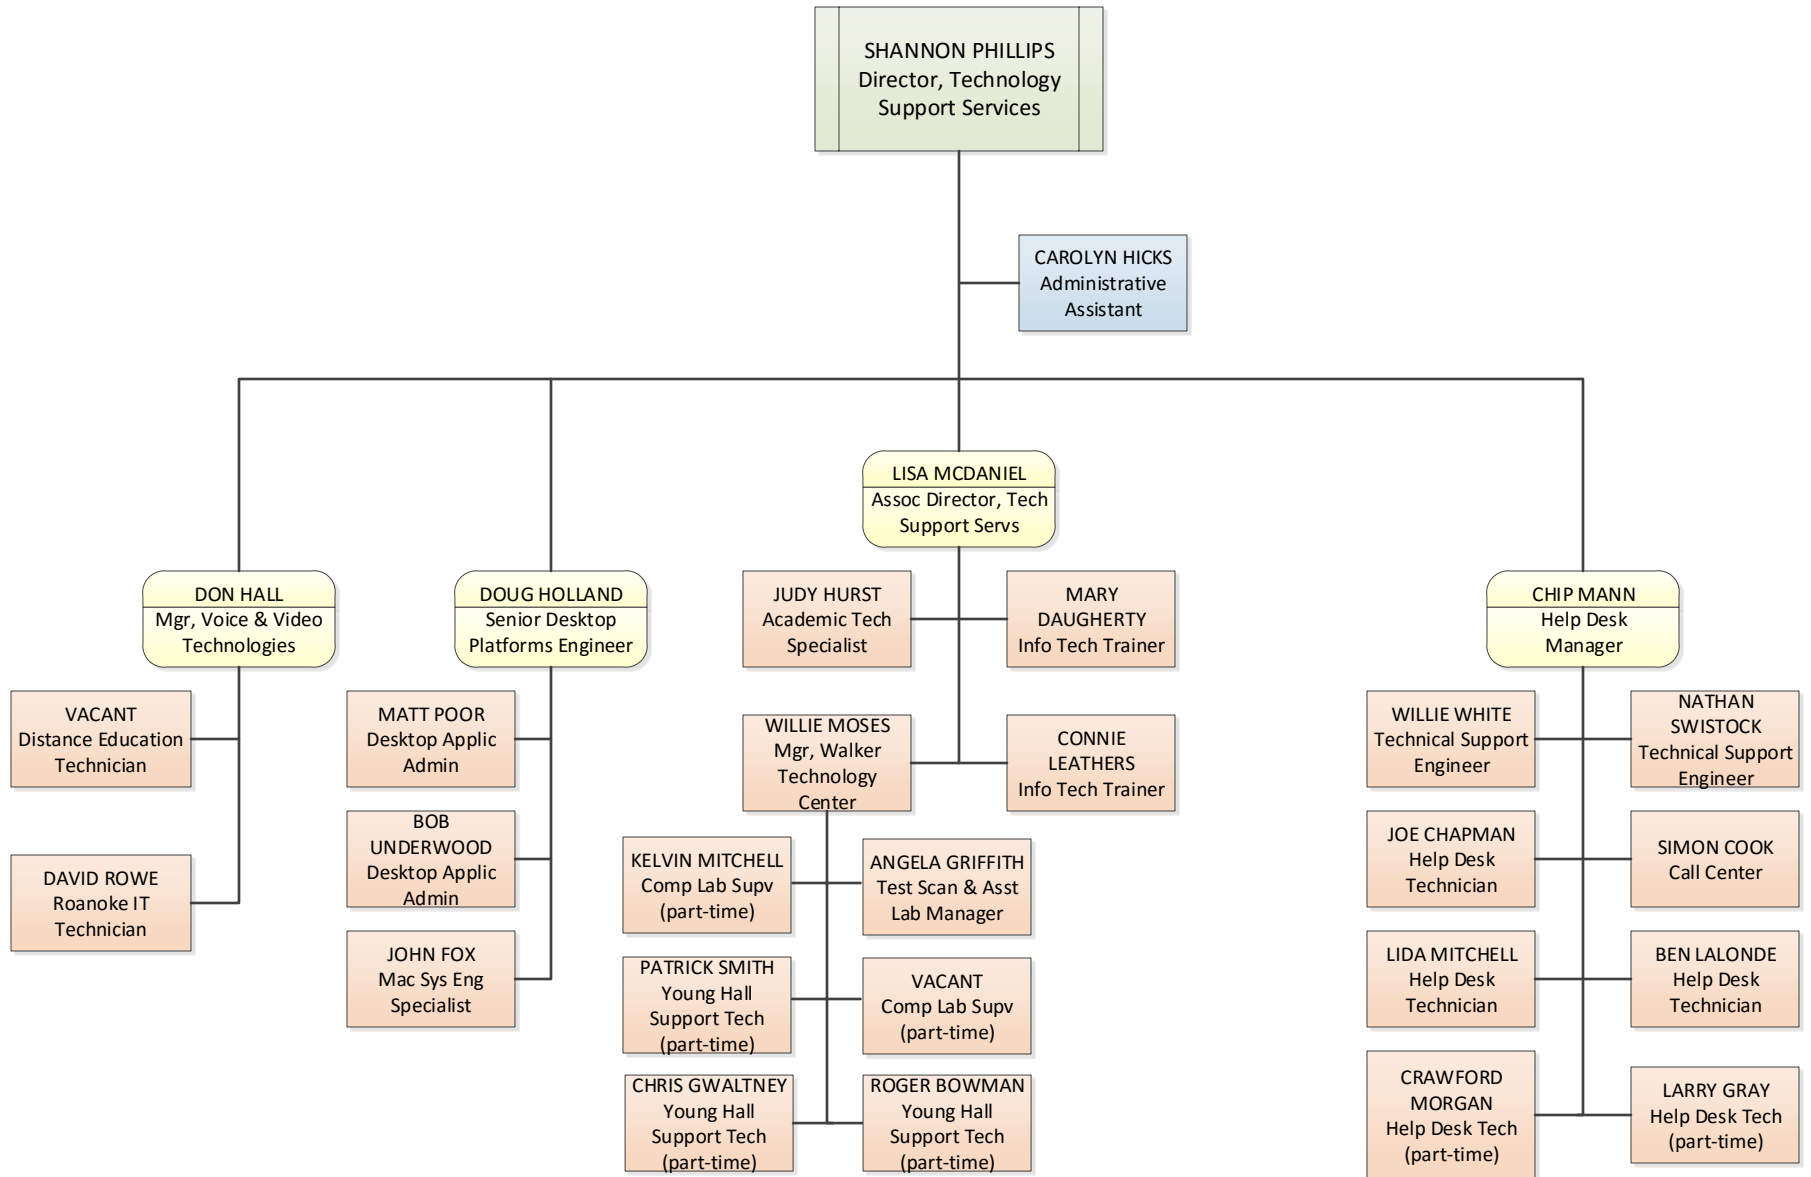 SHANNON PHILLIPS
Director, Technology
Support Services
CAROLYN HICKS
Administrative
Assistant
LISA MCDANIEL
Assoc Director, Tech
Support Servs
DON HALL
Mgr, Voice & Video
Technologies
DOUG HOLLAND
Senior Desktop
Platforms Engineer
JUDY HURST
Academic Tech
Specialist
MARY
DAUGHERTY
Info Tech Trainer
CHIP MANN
Help Desk
Manager
VACANT
Distance Education
Technician
MATT POOR
Desktop Applic
Admin
WILLIE MOSES
Mgr, Walker
Technology
Center
CONNIE
LEATHERS
Info Tech Trainer
WILLIE WHITE
Technical Support
Engineer
NATHAN
SWISTOCK
Technical Support
Engineer
BOB
UNDERWOOD
Desktop Applic
Admin
JOE CHAPMAN
Help Desk
Technician
SIMON COOK
Call Center
DAVID ROWE
Roanoke IT
Technician
KELVIN MITCHELL
Comp Lab Supv
(part-time)
ANGELA GRIFFITH
Test Scan & Asst
Lab Manager
JOHN FOX
Mac Sys Eng
Specialist
PATRICK SMITH
Young Hall
Support Tech
(part-time)
VACANT
Comp Lab Supv
(part-time)
LIDA MITCHELL
Help Desk
Technician
BEN LALONDE
Help Desk
Technician
CHRIS GWALTNEY
Young Hall
Support Tech
(part-time)
ROGER BOWMAN
Young Hall
Support Tech
(part-time)
CRAWFORD
MORGAN
Help Desk Tech
(part-time)
LARRY GRAY
Help Desk Tech
(part-time)